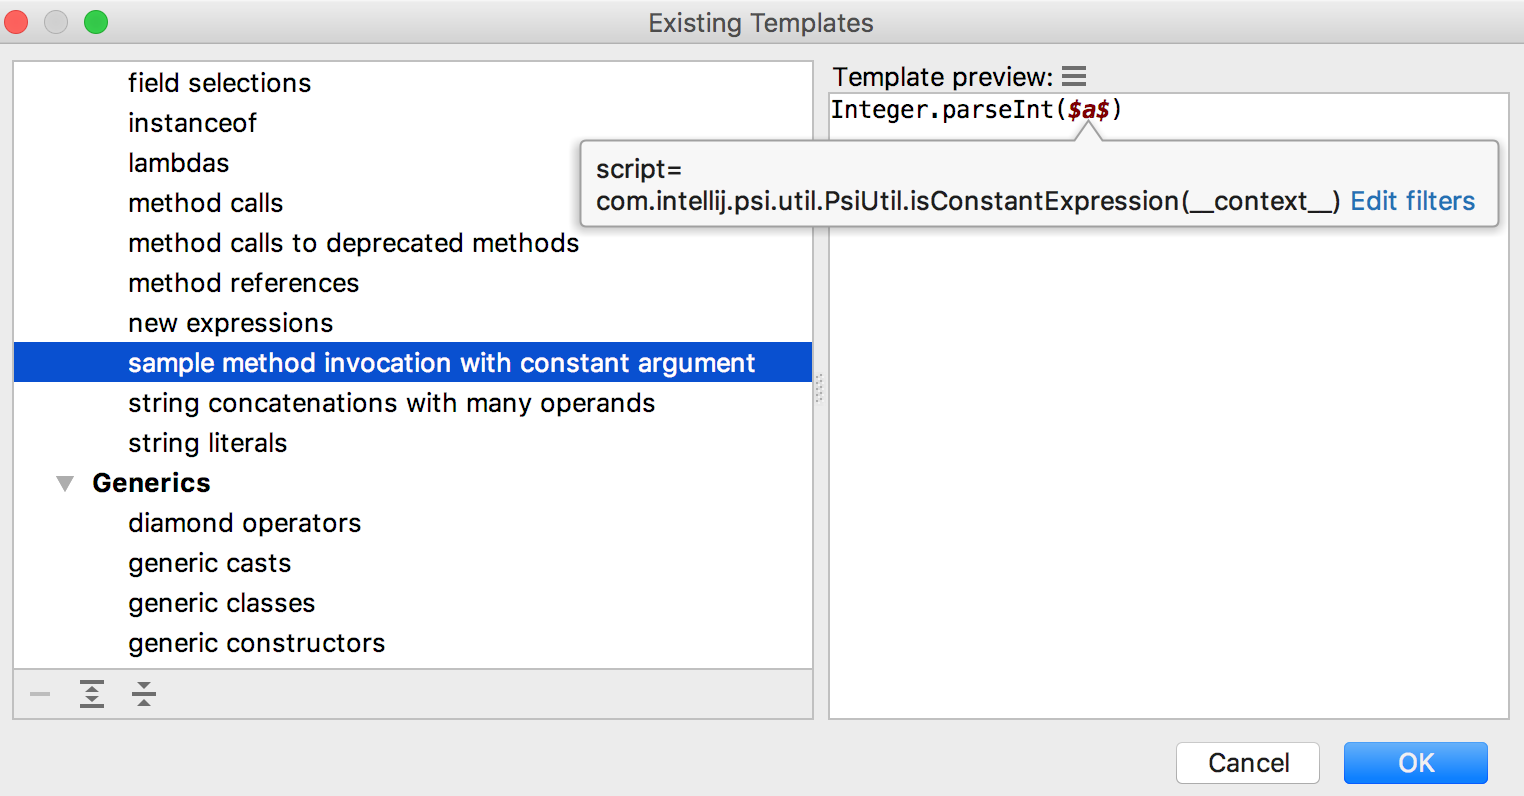 Existing Templates
field selections
instanceof
lambdas
method calls
method calls to deprecated methods
method references
new expressions
sample method invocation with constant argument
string concatenations with many operands
string literals
Generics
diamond operators
generic casts
generic classes
generic constructors
Template preview:
Integer.parseInt($a$)
script=
com.intellij.psi.util.PsiUtil.isConstantExpression(__context__) Edit filters
Cancel
OK